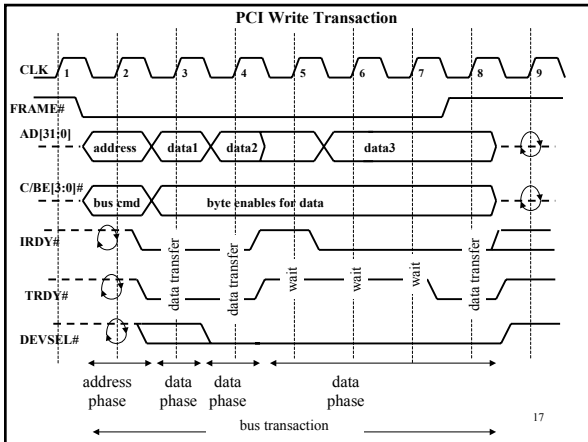 PCI Write Transaction
CLK 1 2 3 4 5 6 7 8 9
FRAME#
AD[31:0]
address data1 data2 data3
C/BE[3:0]#
bus cmd byte enables for data
IRDY#
data transfer data transfer wait wait wait data transfer
TRDY#
DEVSEL#
address phase data phase data phase data phase
bus transaction
17